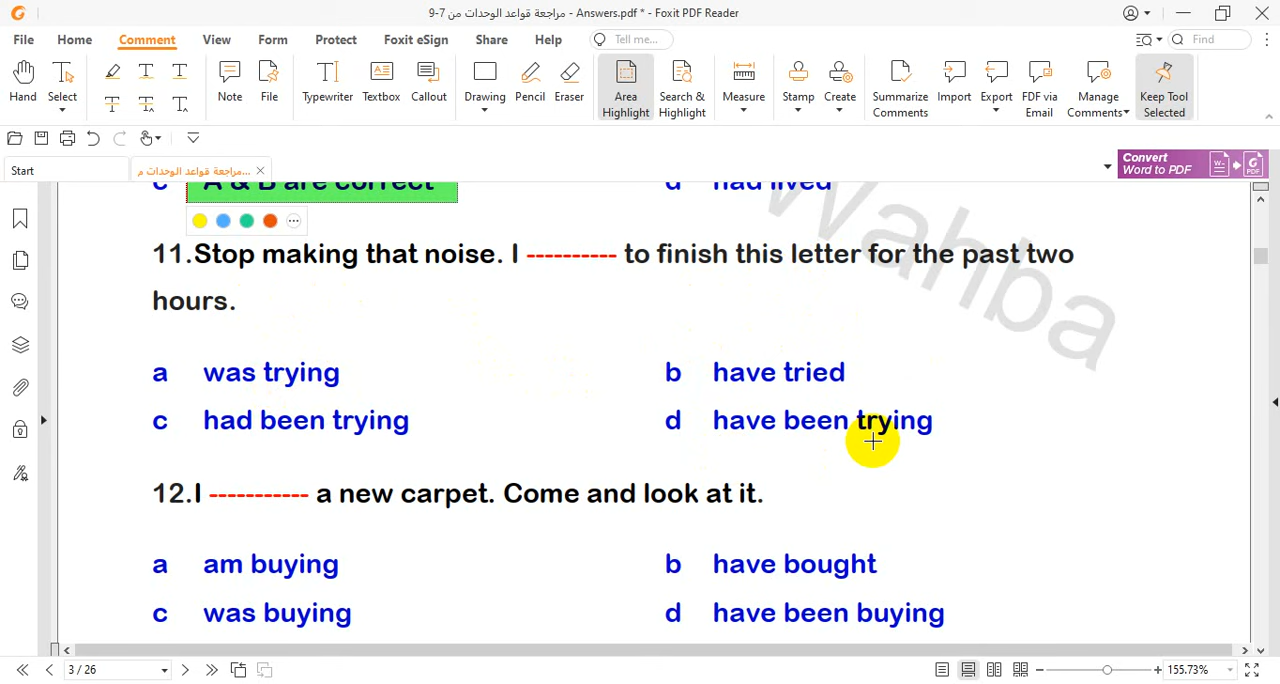 مراجعة قواعد الوحدات من 7-9 - Answers.pdf * - Foxit PDF Reader
File Home Comment View Form Protect Foxit eSign Share Help Tell me... Find
Hand Select Note File Typewriter Textbox Callout Drawing Pencil Eraser Area Highlight Search & Highlight Measure Stamp Create Summarize Comments Import Export FDF via Email Manage Comments Keep Tool Selected
Start مراجعة قواعد الوحدات م... Convert Word to PDF
c A & B are correct d had lived
Wahba
11.Stop making that noise. I ---------- to finish this letter for the past two
hours.
a was trying b have tried
c had been trying d have been trying
12.I ----------- a new carpet. Come and look at it.
a am buying b have bought
c was buying d have been buying
3 / 26 155.73%